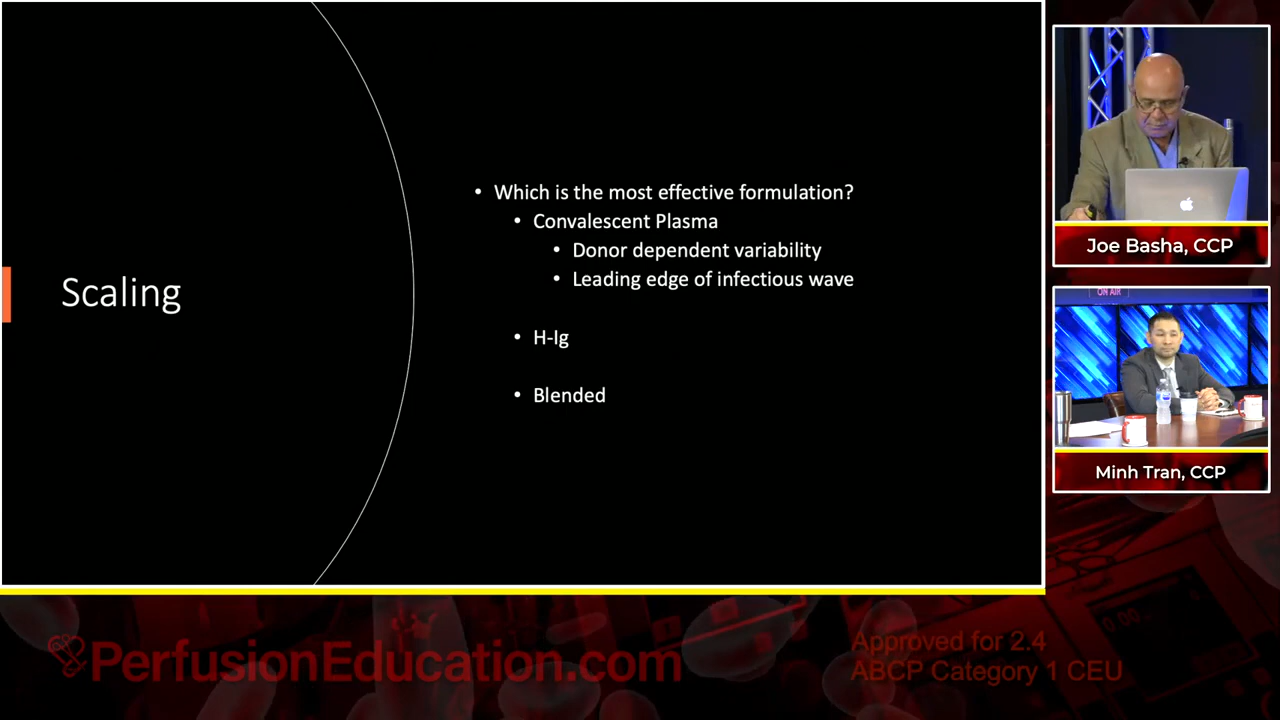 Scaling
• Which is the most effective formulation?
• Convalescent Plasma
• Donor dependent variability
• Leading edge of infectious wave
• H-Ig
• Blended
ON AIR
Joe Basha, CCP
Minh Tran, CCP
PerfusionEducation.com
Approved for 2.4
ABCP Category 1 CEU